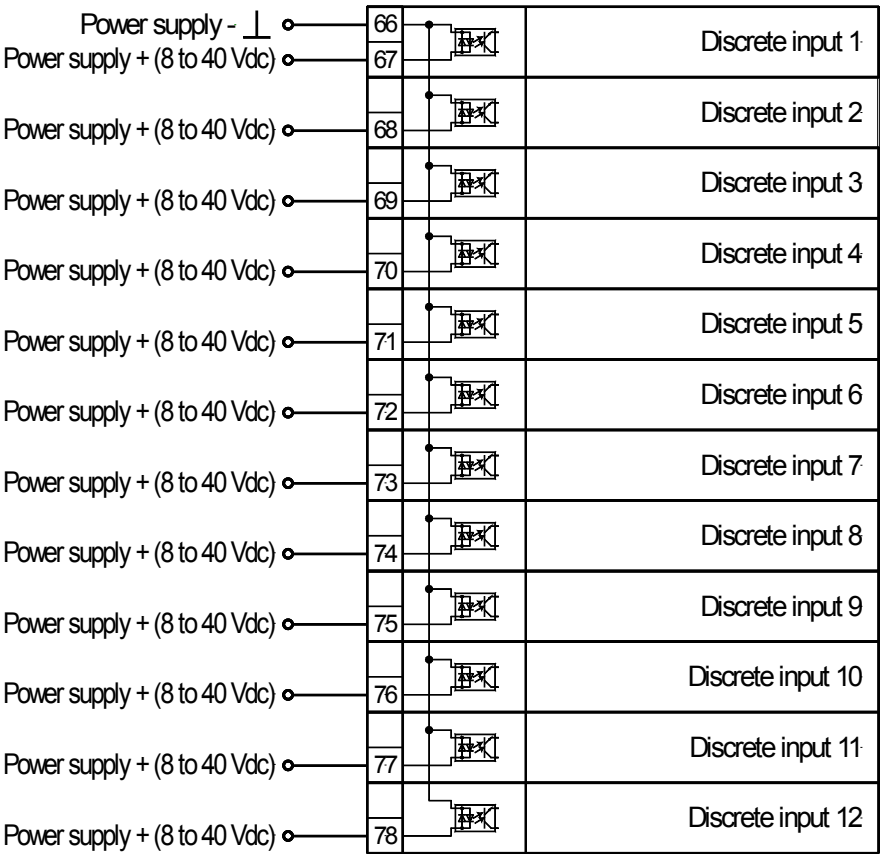 Power supply - ⊥ 66 Discrete input 1
Power supply + (8 to 40 Vdc) 67
Power supply + (8 to 40 Vdc) 68 Discrete input 2
Power supply + (8 to 40 Vdc) 69 Discrete input 3
Power supply + (8 to 40 Vdc) 70 Discrete input 4
Power supply + (8 to 40 Vdc) 71 Discrete input 5
Power supply + (8 to 40 Vdc) 72 Discrete input 6
Power supply + (8 to 40 Vdc) 73 Discrete input 7
Power supply + (8 to 40 Vdc) 74 Discrete input 8
Power supply + (8 to 40 Vdc) 75 Discrete input 9
Power supply + (8 to 40 Vdc) 76 Discrete input 10
Power supply + (8 to 40 Vdc) 77 Discrete input 11
Power supply + (8 to 40 Vdc) 78 Discrete input 12